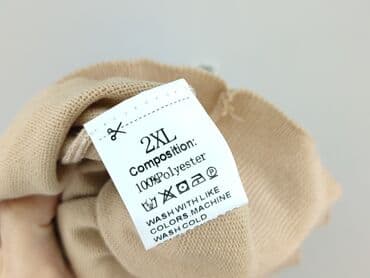 2XL
Composition:
100%Polyester
WASH WITH LIKE
COLORS.MACHINE
WASH COLD